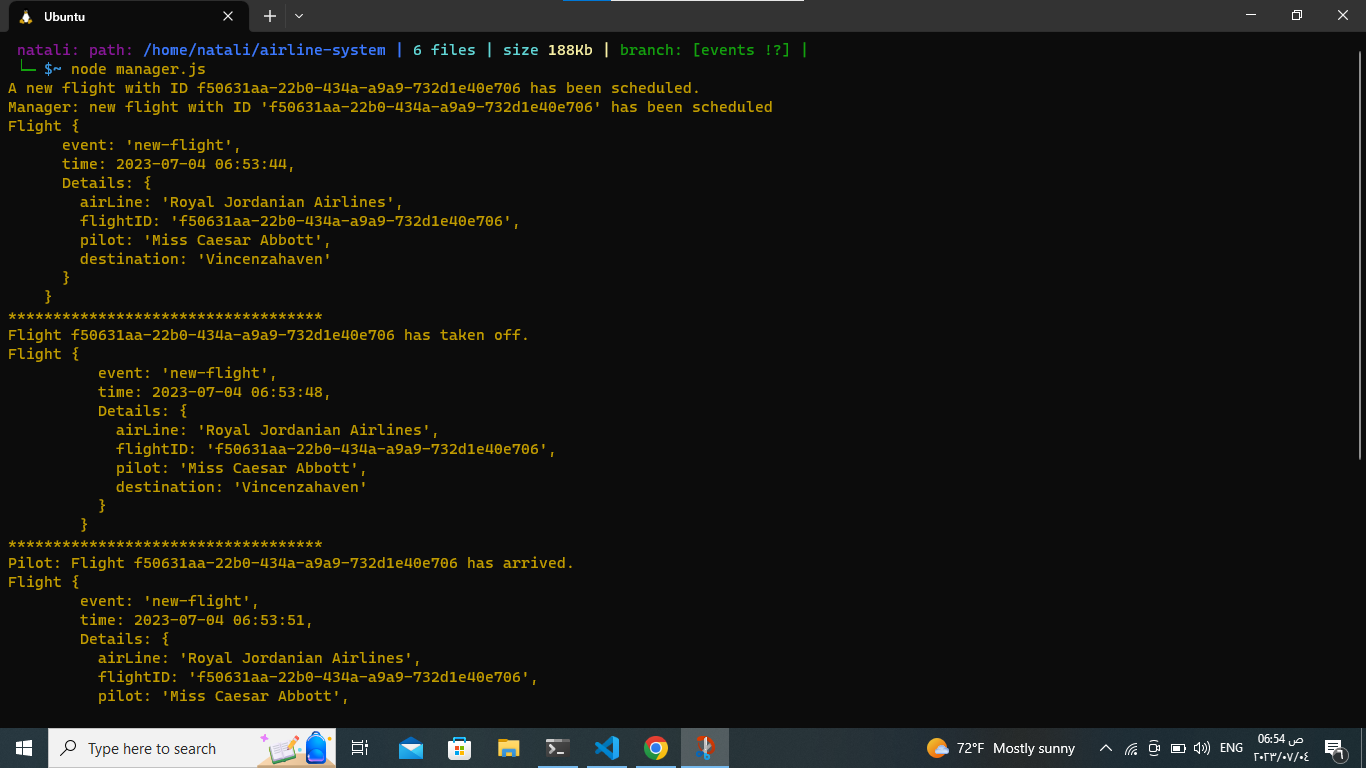 Ubuntu
natali: path: /home/natali/airline-system | 6 files | size 188Kb | branch: [events !?] |
└─ $~ node manager.js
A new flight with ID f50631aa-22b0-434a-a9a9-732d1e40e706 has been scheduled.
Manager: new flight with ID 'f50631aa-22b0-434a-a9a9-732d1e40e706' has been scheduled
Flight {
event: 'new-flight',
time: 2023-07-04 06:53:44,
Details: {
airLine: 'Royal Jordanian Airlines',
flightID: 'f50631aa-22b0-434a-a9a9-732d1e40e706',
pilot: 'Miss Caesar Abbott',
destination: 'Vincenzahaven'
}
}
***********************************
Flight f50631aa-22b0-434a-a9a9-732d1e40e706 has taken off.
Flight {
event: 'new-flight',
time: 2023-07-04 06:53:48,
Details: {
airLine: 'Royal Jordanian Airlines',
flightID: 'f50631aa-22b0-434a-a9a9-732d1e40e706',
pilot: 'Miss Caesar Abbott',
destination: 'Vincenzahaven'
}
}
***********************************
Pilot: Flight f50631aa-22b0-434a-a9a9-732d1e40e706 has arrived.
Flight {
event: 'new-flight',
time: 2023-07-04 06:53:51,
Details: {
airLine: 'Royal Jordanian Airlines',
flightID: 'f50631aa-22b0-434a-a9a9-732d1e40e706',
pilot: 'Miss Caesar Abbott',
Type here to search
72°F Mostly sunny
ENG
06:54 ص
٢٠٢٣/٠٧/٠٤
6